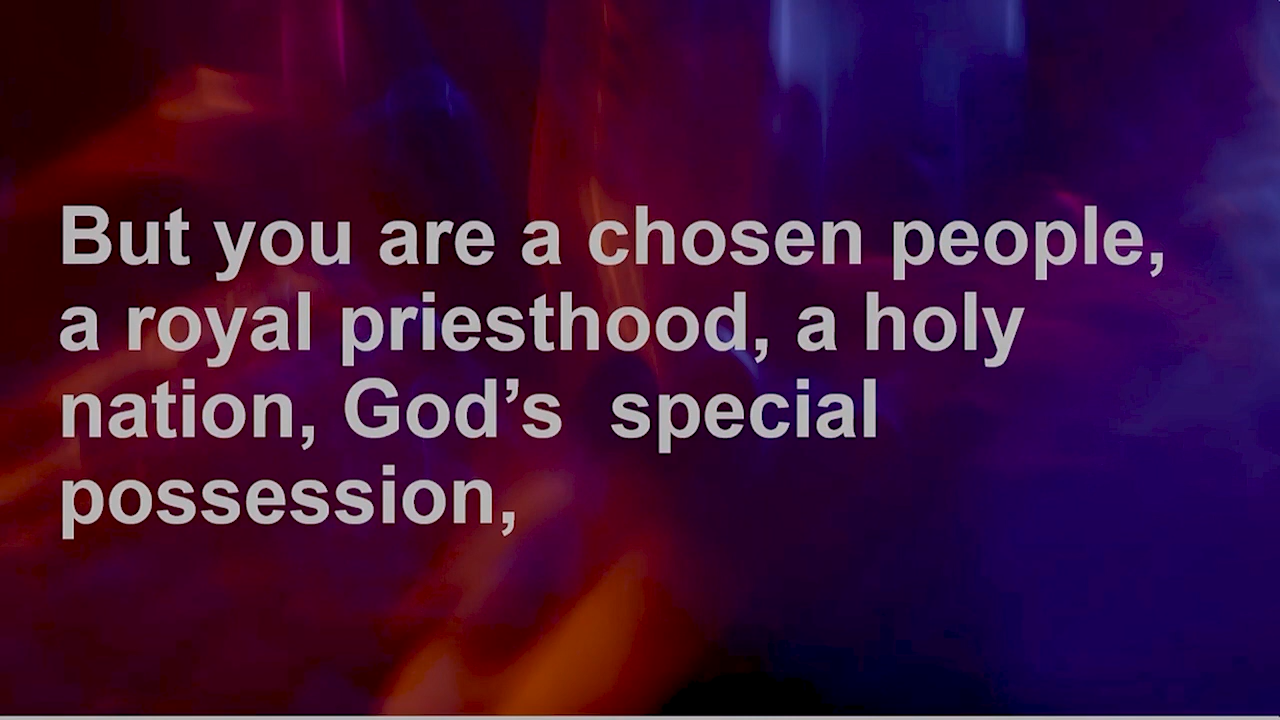 But you are a chosen people,
a royal priesthood, a holy
nation, God’s  special
possession,